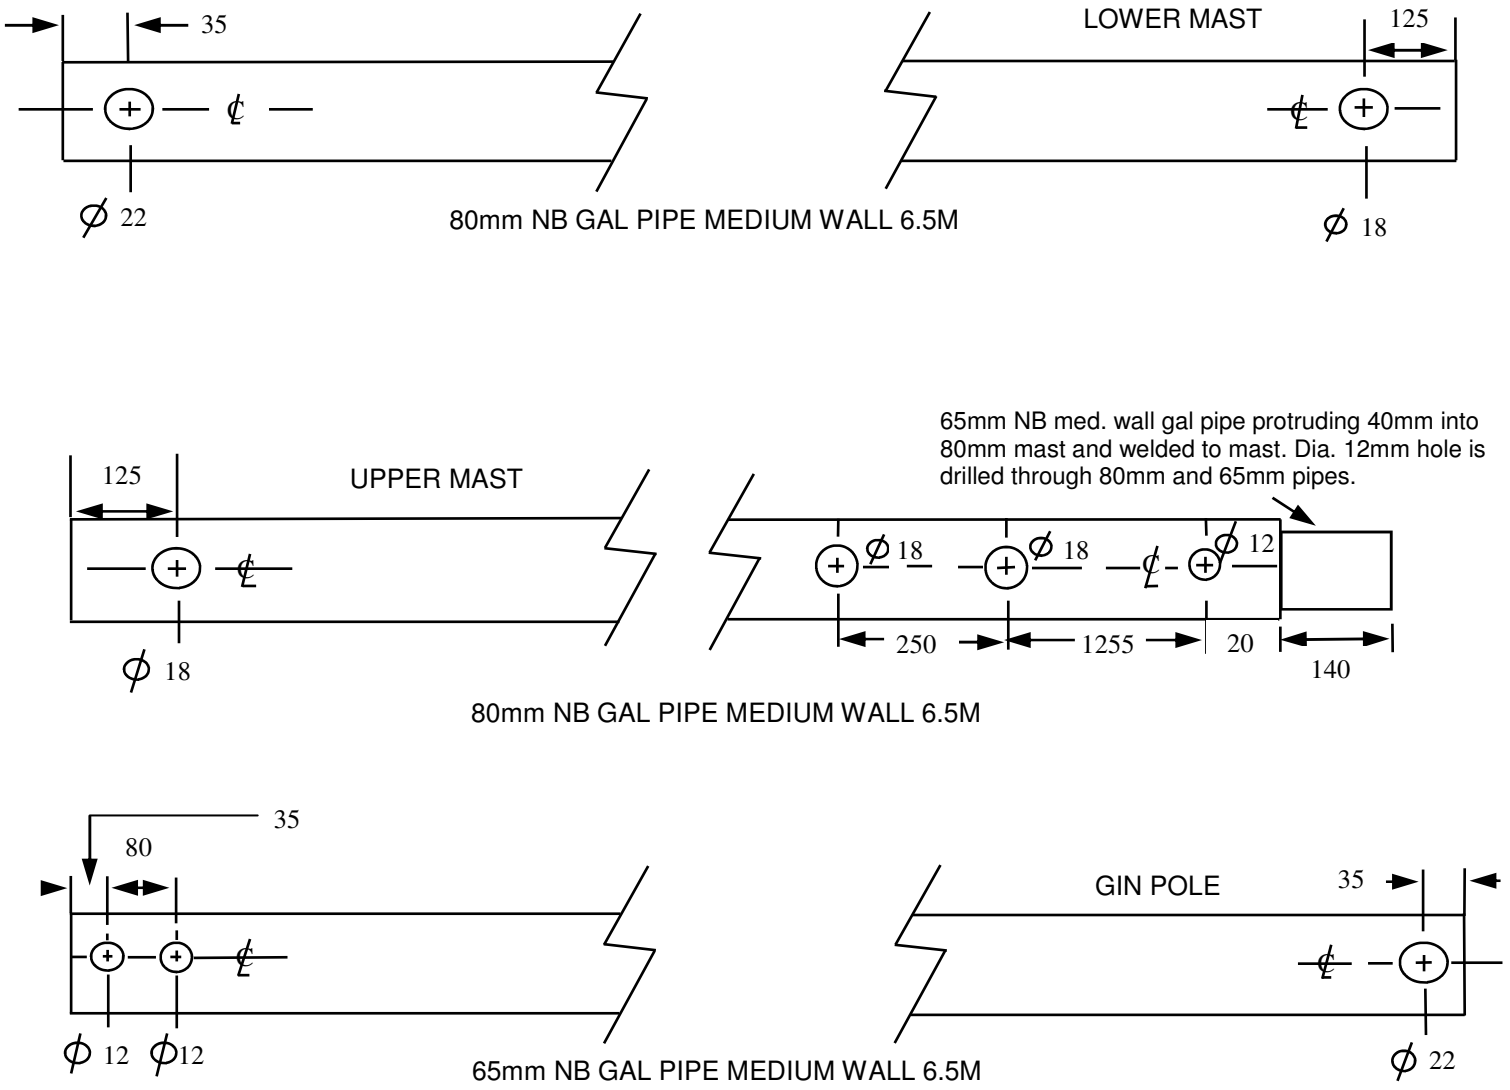 35
LOWER MAST
125
℄
℄
⌀ 22
80mm NB GAL PIPE MEDIUM WALL 6.5M
⌀ 18
65mm NB med. wall gal pipe protruding 40mm into
80mm mast and welded to mast. Dia. 12mm hole is
drilled through 80mm and 65mm pipes.
125
UPPER MAST
℄
⌀ 18
⌀ 18
℄
⌀ 12
250
1255
20
140
⌀ 18
80mm NB GAL PIPE MEDIUM WALL 6.5M
35
80
GIN POLE
35
℄
℄
⌀ 12
⌀12
65mm NB GAL PIPE MEDIUM WALL 6.5M
⌀ 22